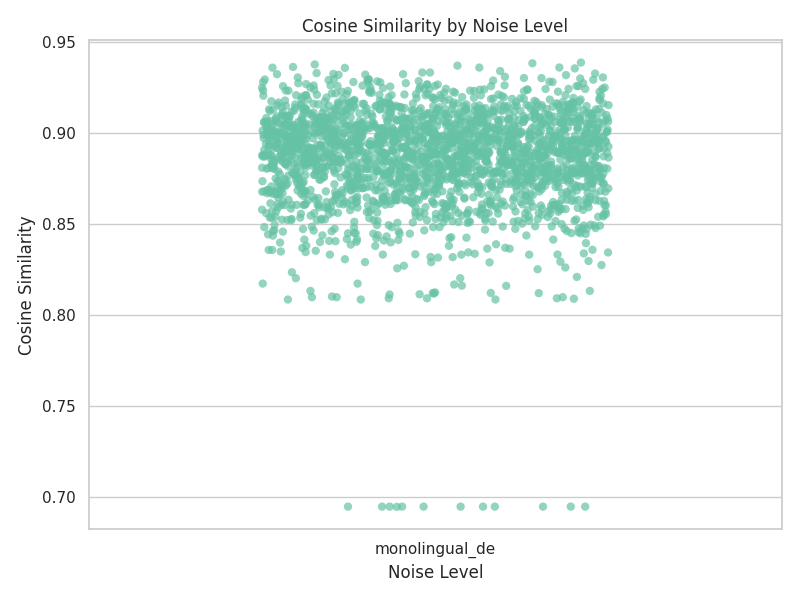 Cosine Similarity by Noise Level
0.95
0.90
0.85
0.80
0.75
0.70
Cosine Similarity
monolingual_de
Noise Level